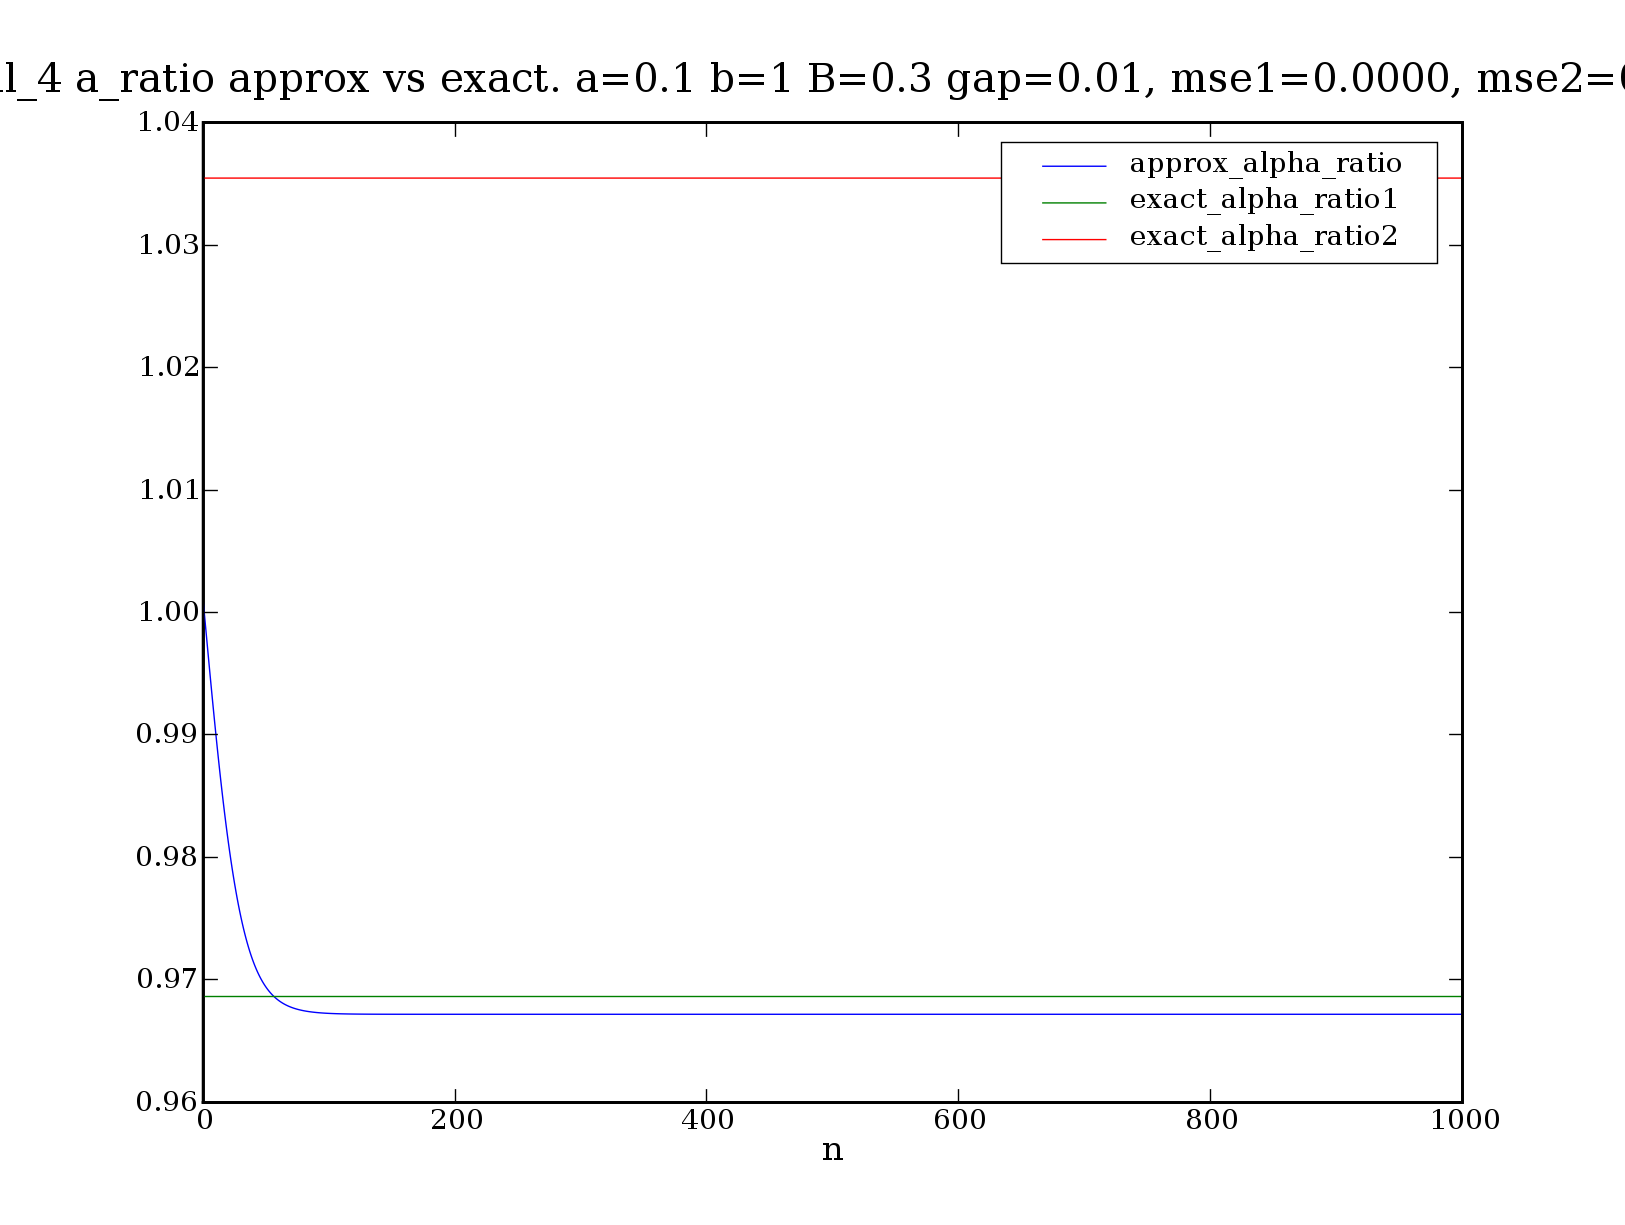 l_4 a_ratio approx vs exact. a=0.1 b=1 B=0.3 gap=0.01, mse1=0.0000, mse2=
1.04
approx_alpha_ratio
exact_alpha_ratio1
exact_alpha_ratio2
1.03
1.02
1.01
1.00
0.99
0.98
0.97
0.96
0 200 400 600 800 1000
n